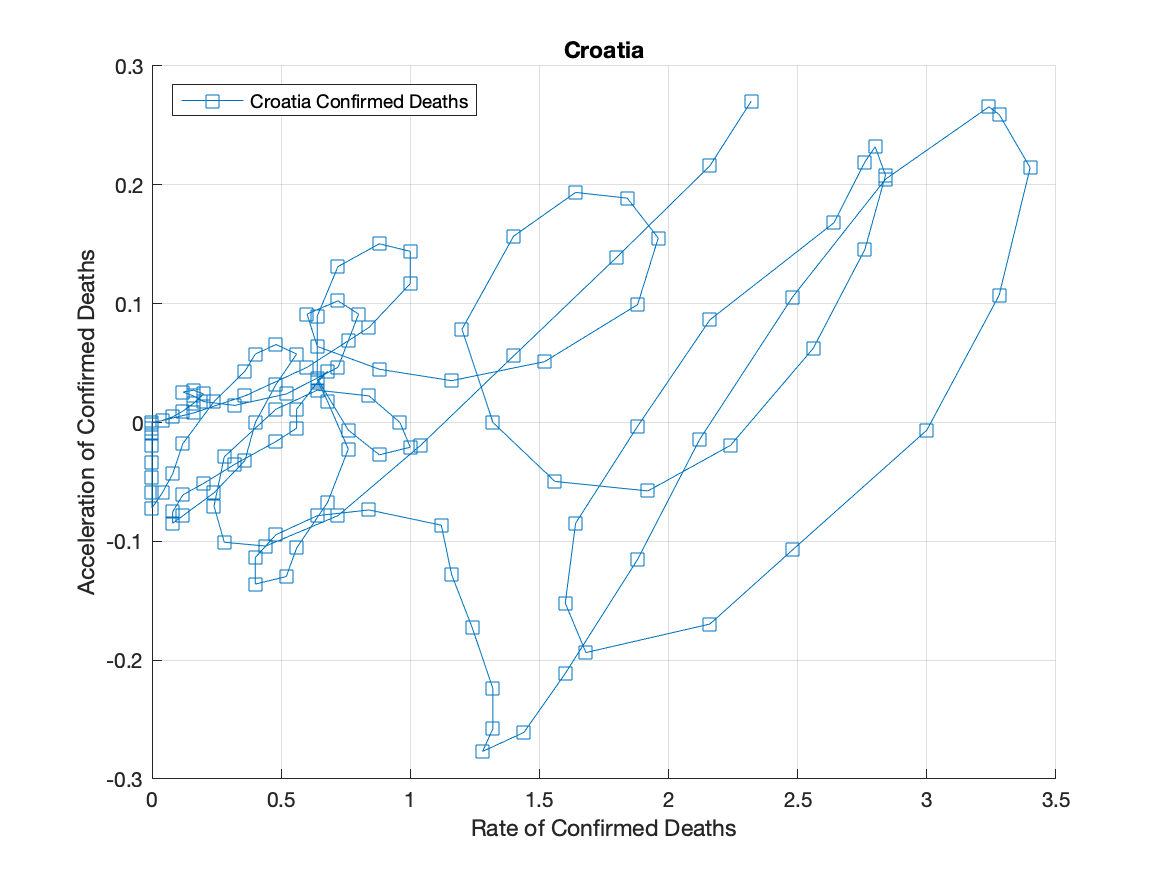 Croatia
Croatia Confirmed Deaths
0.3
0.2
0.1
0
-0.1
-0.2
-0.3
Acceleration of Confirmed Deaths
0 0.5 1 1.5 2 2.5 3 3.5
Rate of Confirmed Deaths